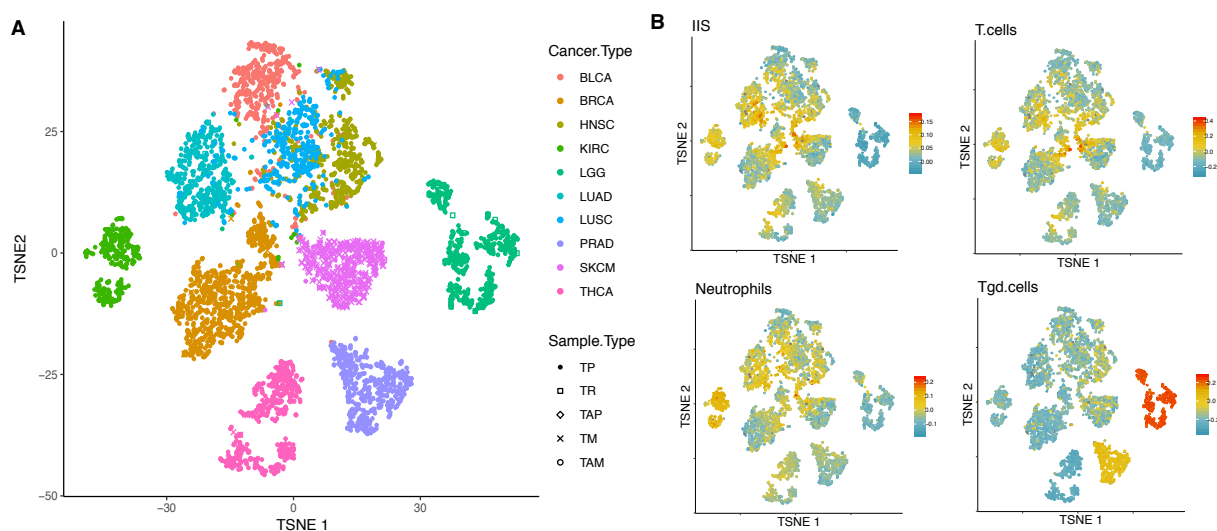 A
TSNE2
25
0
−25
−50
−30
0
30
TSNE 1
Cancer.Type
BLCA
BRCA
HNSC
KIRC
LGG
LUAD
LUSC
PRAD
SKCM
THCA
Sample.Type
TP
TR
TAP
TM
TAM
B
IIS
TSNE 2
TSNE 1
0.15
0.10
0.05
0.00
T.cells
TSNE 2
TSNE 1
0.4
0.2
0.0
Neutrophils
TSNE 2
TSNE 1
0.2
0.1
0.0
−0.1
Tgd.cells
TSNE 2
TSNE 1